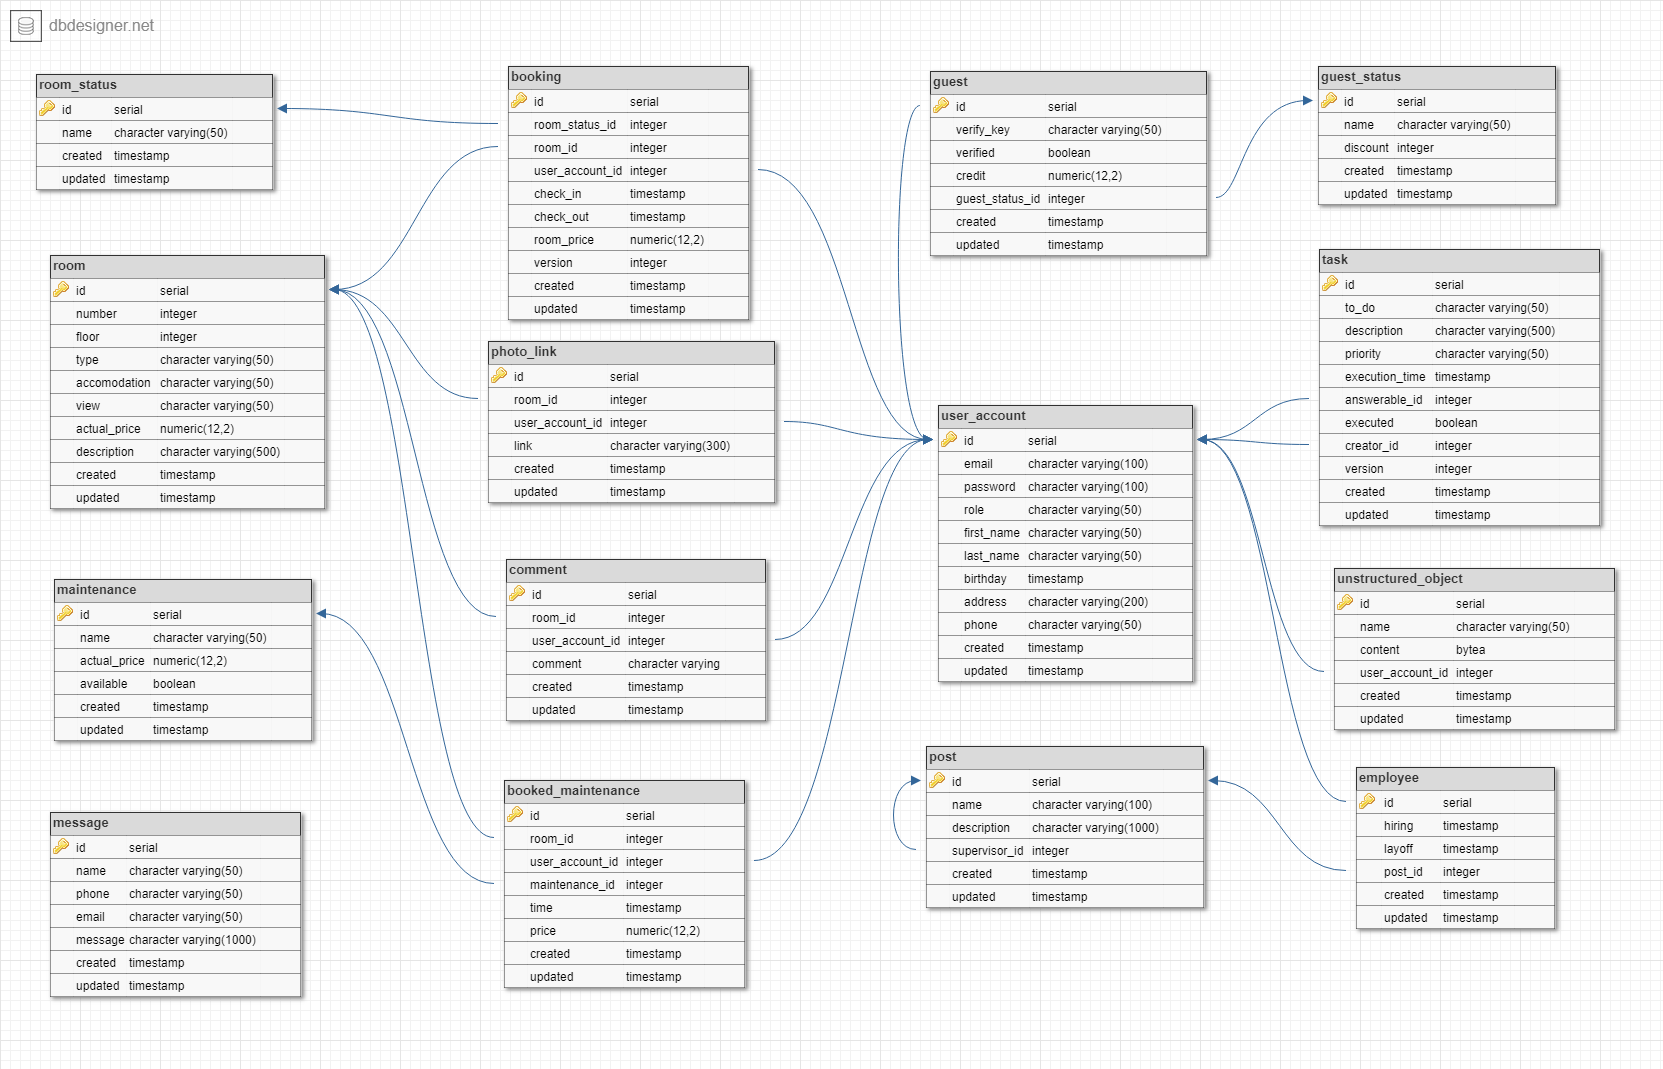 dbdesigner.net
room_status
id serial
name character varying(50)
created timestamp
updated timestamp
room
id serial
number integer
floor integer
type character varying(50)
accomodation character varying(50)
view character varying(50)
actual_price numeric(12,2)
description character varying(500)
created timestamp
updated timestamp
maintenance
id serial
name character varying(50)
actual_price numeric(12,2)
available boolean
created timestamp
updated timestamp
message
id serial
name character varying(50)
phone character varying(50)
email character varying(50)
message character varying(1000)
created timestamp
updated timestamp
booking
id serial
room_status_id integer
room_id integer
user_account_id integer
check_in timestamp
check_out timestamp
room_price numeric(12,2)
version integer
created timestamp
updated timestamp
photo_link
id serial
room_id integer
user_account_id integer
link character varying(300)
created timestamp
updated timestamp
comment
id serial
room_id integer
user_account_id integer
comment character varying
created timestamp
updated timestamp
booked_maintenance
id serial
room_id integer
user_account_id integer
maintenance_id integer
time timestamp
price numeric(12,2)
created timestamp
updated timestamp
guest
id serial
verify_key character varying(50)
verified boolean
credit numeric(12,2)
guest_status_id integer
created timestamp
updated timestamp
user_account
id serial
email character varying(100)
password character varying(100)
role character varying(50)
first_name character varying(50)
last_name character varying(50)
birthday timestamp
address character varying(200)
phone character varying(50)
created timestamp
updated timestamp
post
id serial
name character varying(100)
description character varying(1000)
supervisor_id integer
created timestamp
updated timestamp
guest_status
id serial
name character varying(50)
discount integer
created timestamp
updated timestamp
task
id serial
to_do character varying(50)
description character varying(500)
priority character varying(50)
execution_time timestamp
answerable_id integer
executed boolean
creator_id integer
version integer
created timestamp
updated timestamp
unstructured_object
id serial
name character varying(50)
content bytea
user_account_id integer
created timestamp
updated timestamp
employee
id serial
hiring timestamp
layoff timestamp
post_id integer
created timestamp
updated timestamp